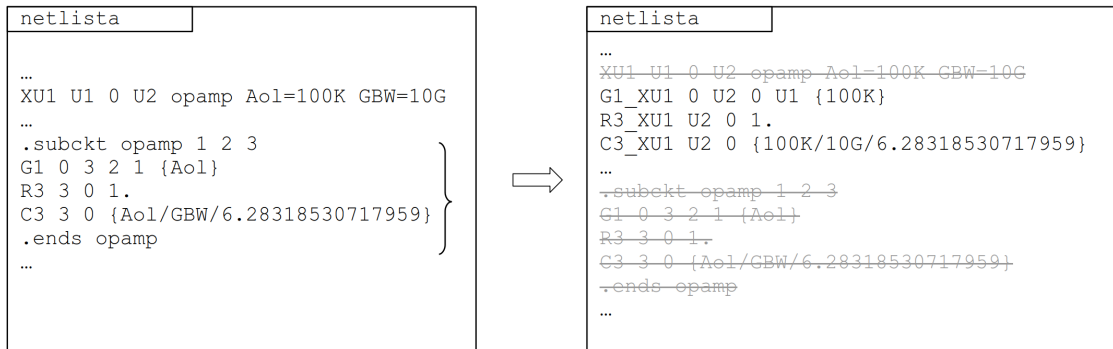 netlista
…
XU1 U1 0 U2 opamp Aol=100K GBW=10G
…
.subckt opamp 1 2 3
G1 0 3 2 1 {Aol}
R3 3 0 1.
C3 3 0 {Aol/GBW/6.28318530717959}
.ends opamp
…
netlista
…
XU1 U1 0 U2 opamp Aol=100K GBW=10G
G1_XU1 0 U2 0 U1 {100K}
R3_XU1 U2 0 1.
C3_XU1 U2 0 {100K/10G/6.28318530717959}
…
.subckt opamp 1 2 3
G1 0 3 2 1 {Aol}
R3 3 0 1.
C3 3 0 {Aol/GBW/6.28318530717959}
.ends opamp
…